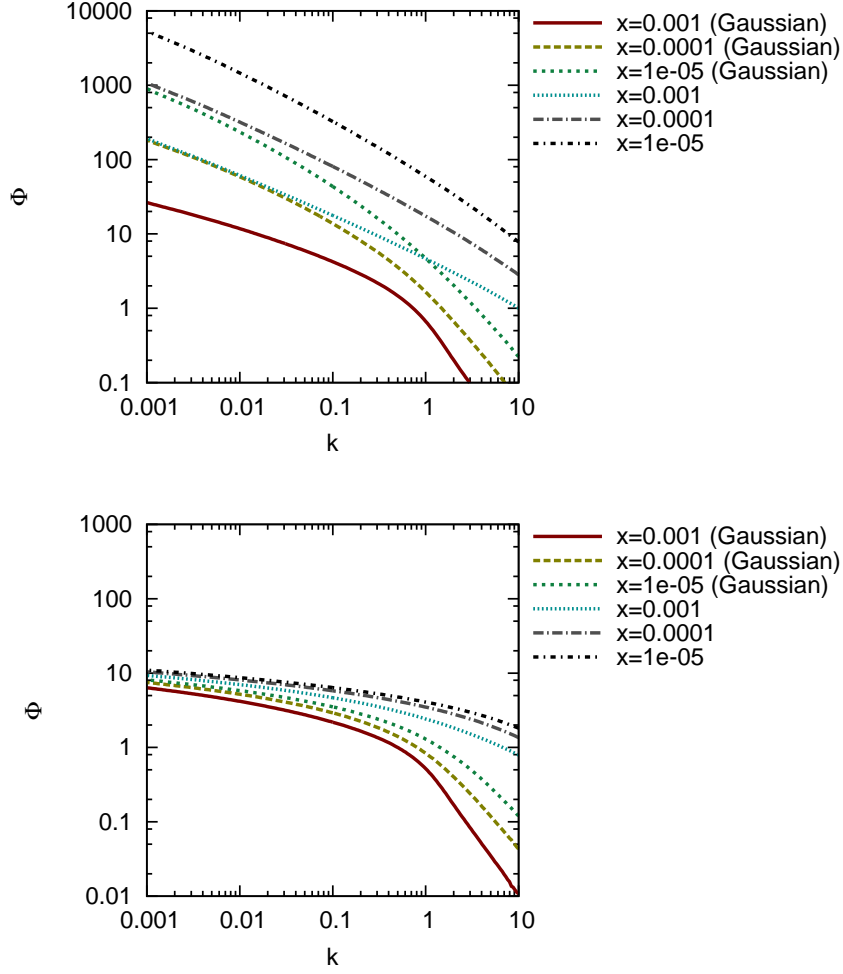 10000
1000
100
10
1
0.1
Φ
0.001
0.01
0.1
1
10
k
x=0.001 (Gaussian)
x=0.0001 (Gaussian)
x=1e-05 (Gaussian)
x=0.001
x=0.0001
x=1e-05
1000
100
10
1
0.1
0.01
Φ
0.001
0.01
0.1
1
10
k
x=0.001 (Gaussian)
x=0.0001 (Gaussian)
x=1e-05 (Gaussian)
x=0.001
x=0.0001
x=1e-05